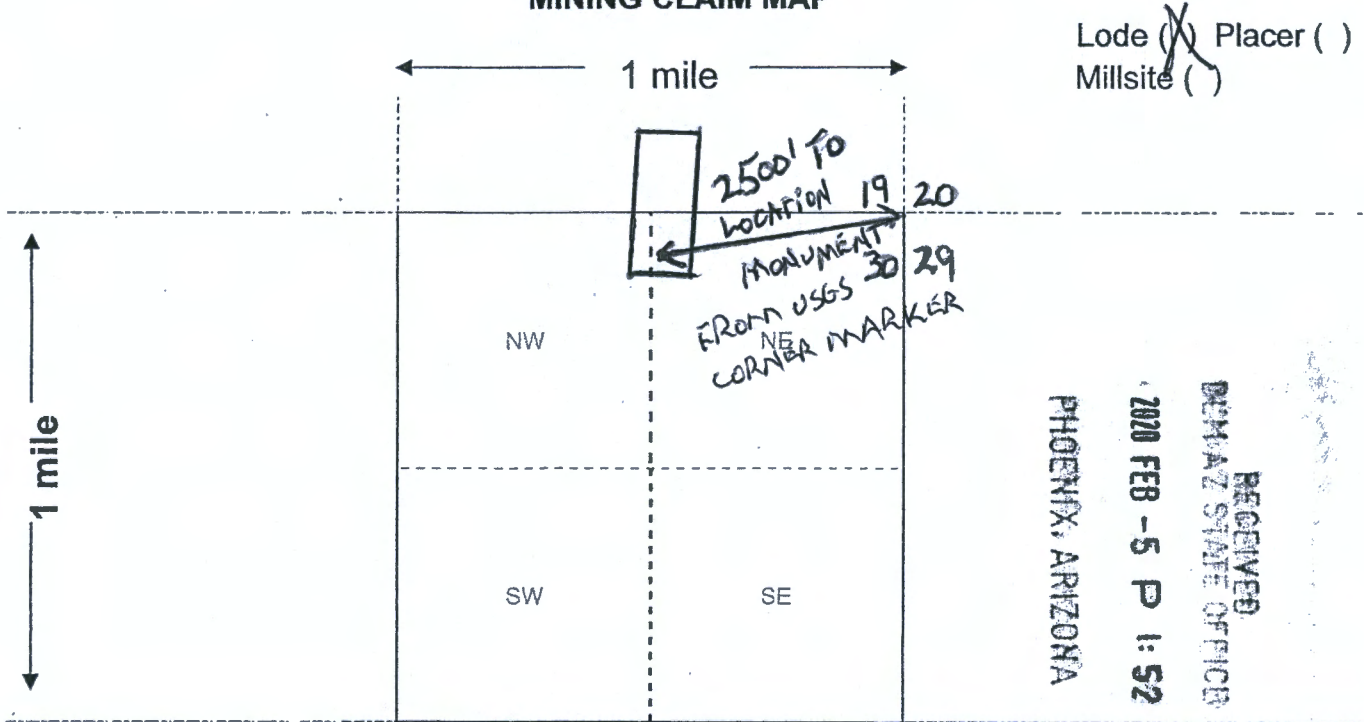 MINING CLAIM MAP
Lode (X) Placer ( )
Millsite ( )
1 mile
2500' TO
LOCATION
MONUMENT
FROM USGS
CORNER MARKER
19 20
30 29
NW
NE
1 mile
SW
SE
RECEIVED
BLM AZ STATE OFFICE
2020 FEB -5 P 1:52
PHOENIX, ARIZONA